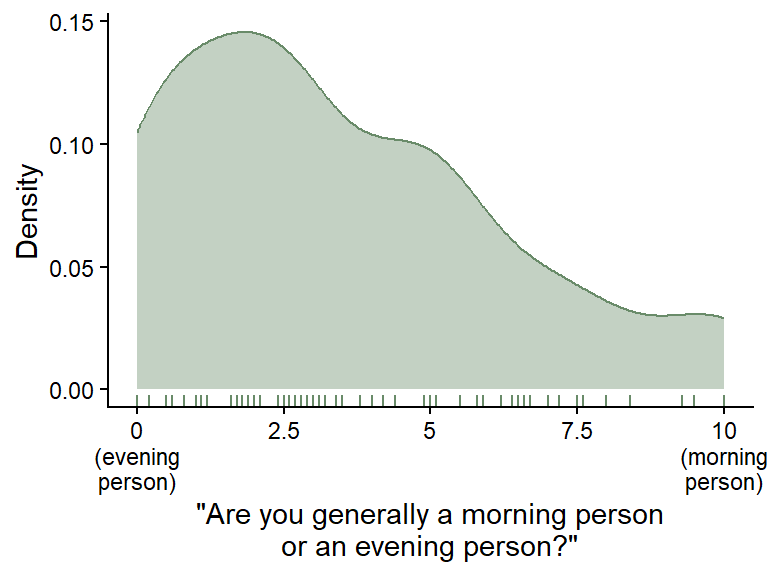 0.15
0.10
0.05
0.00
Density
0 2.5 5 7.5 10
(evening (morning
person) person)
"Are you generally a morning person
or an evening person?"